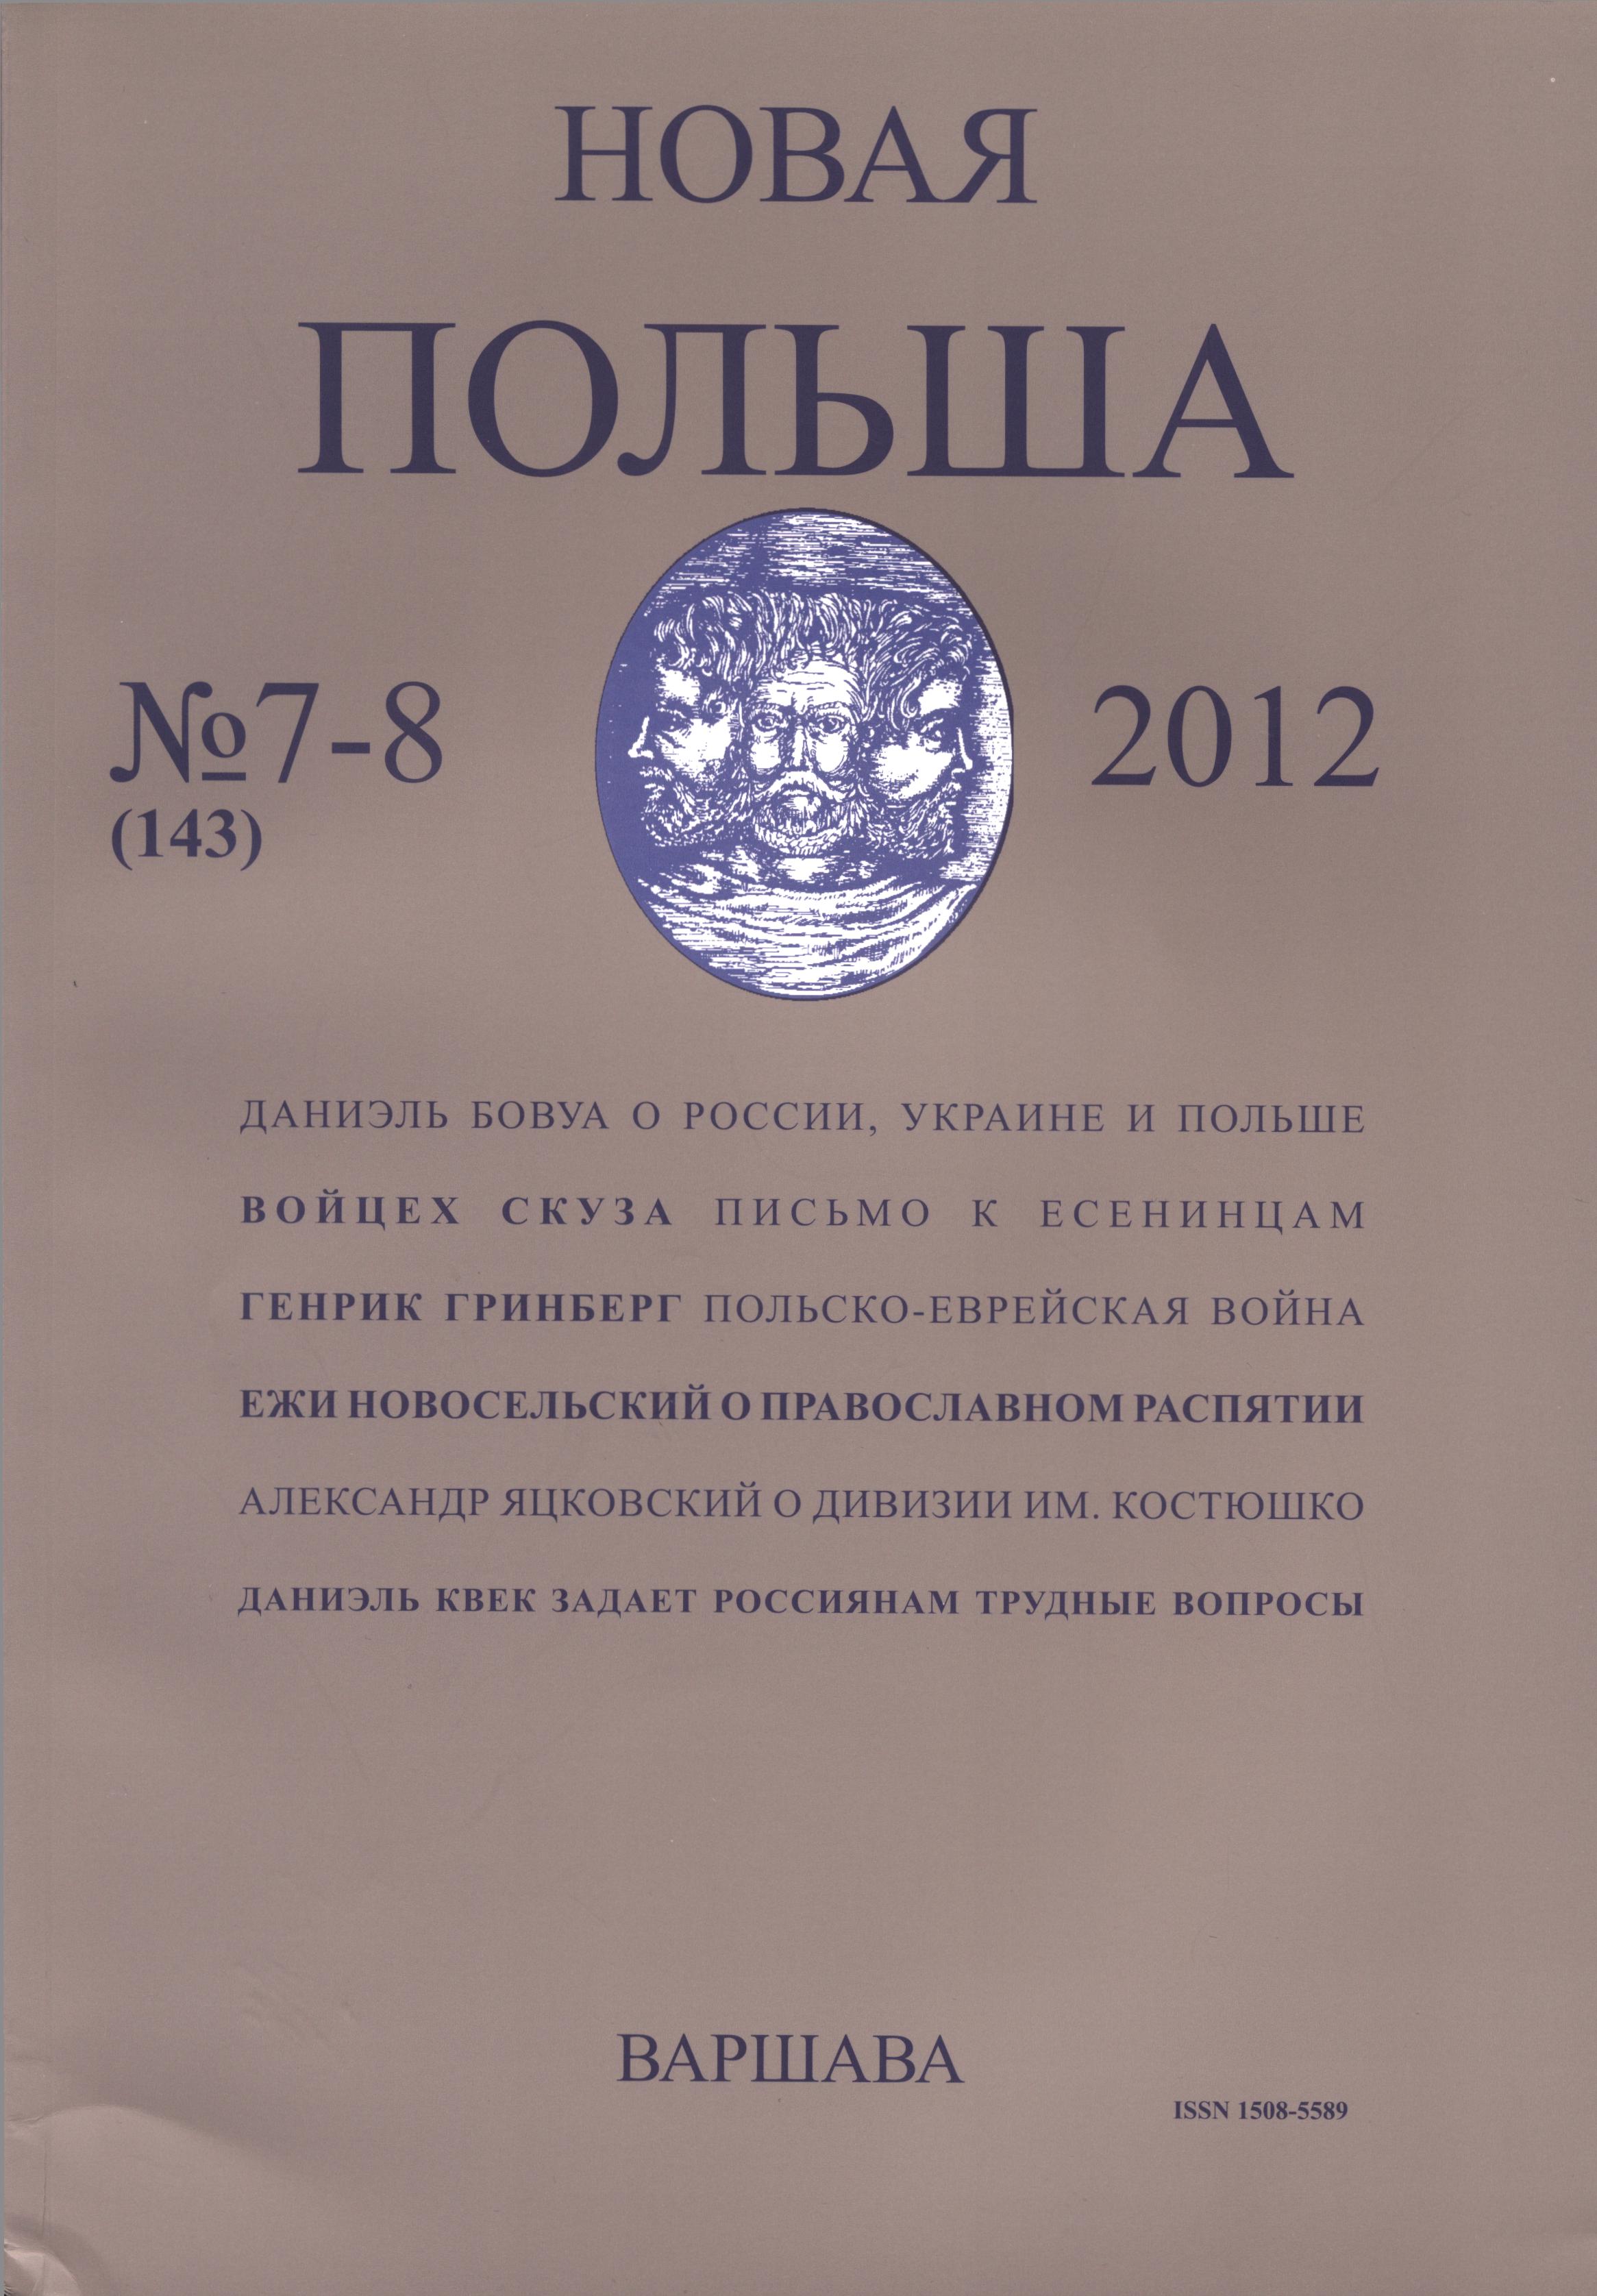 НОВАЯ
ПОЛЬША
№7-8
(143)
2012
ДАНИЭЛЬ БОВУА О РОССИИ, УКРАИНЕ И ПОЛЬШЕ
ВОЙЦЕХ СКУЗА ПИСЬМО К ЕСЕНИНЦАМ
ГЕНРИК ГРИНБЕРГ ПОЛЬСКО-ЕВРЕЙСКАЯ ВОЙНА
ЕЖИ НОВОСЕЛЬСКИЙ О ПРАВОСЛАВНОМ РАСПЯТИИ
АЛЕКСАНДР ЯЦКОВСКИЙ О ДИВИЗИИ ИМ. КОСТЮШКО
ДАНИЭЛЬ КВЕК ЗАДАЕТ РОССИЯНАМ ТРУДНЫЕ ВОПРОСЫ
ВАРШАВА
ISSN 1508-5589